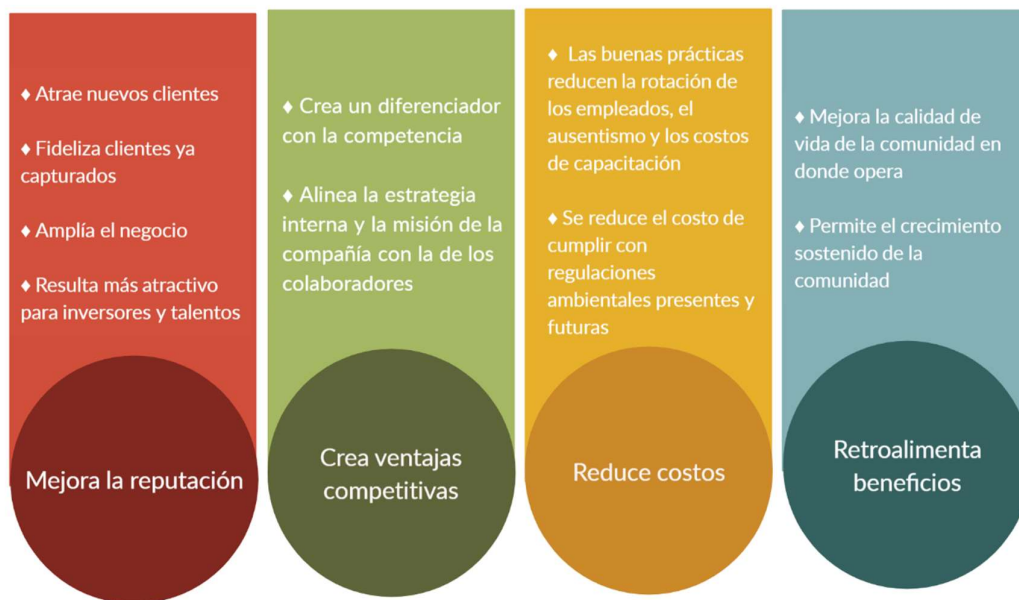 ♦ Atrae nuevos clientes
♦ Fideliza clientes ya
capturados
♦ Amplía el negocio
♦ Resulta más atractivo
para inversores y talentos
Mejora la reputación
♦ Crea un diferenciador
con la competencia
♦ Alinea la estrategia
interna y la misión de la
compañía con la de los
colaboradores
Crea ventajas
competitivas
♦ Las buenas prácticas
reducen la rotación de
los empleados, el
ausentismo y los costos
de capacitación
♦ Se reduce el costo de
cumplir con
regulaciones
ambientales presentes y
futuras
Reduce costos
♦ Mejora la calidad de
vida de la comunidad en
donde opera
♦ Permite el crecimiento
sostenido de la
comunidad
Retroalimenta
beneficios